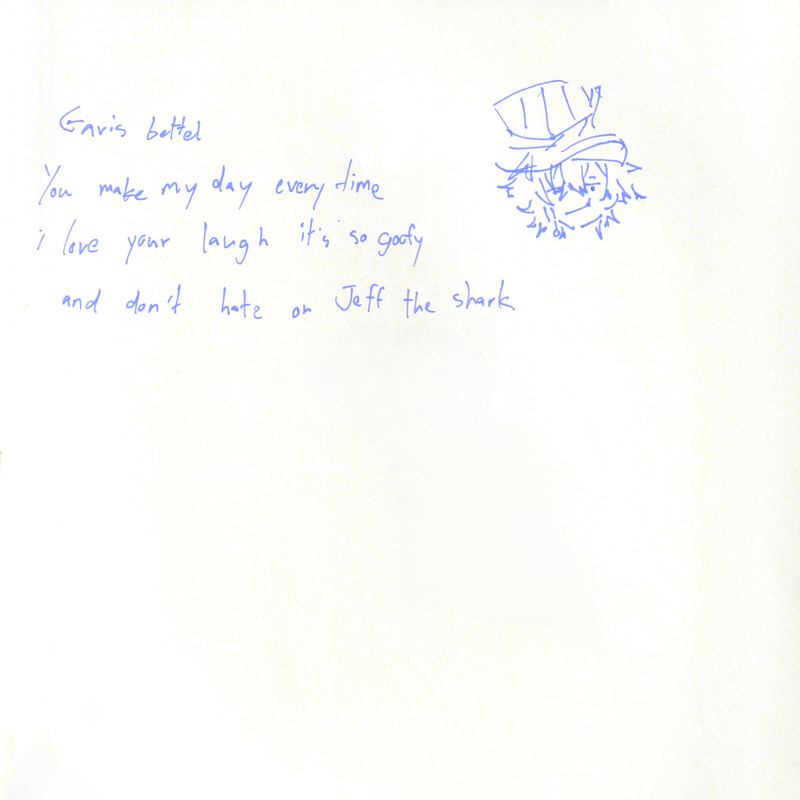 Gavis battel
You make my day every time
i love your laugh it's so goofy
and don't hate on Jeff the shark